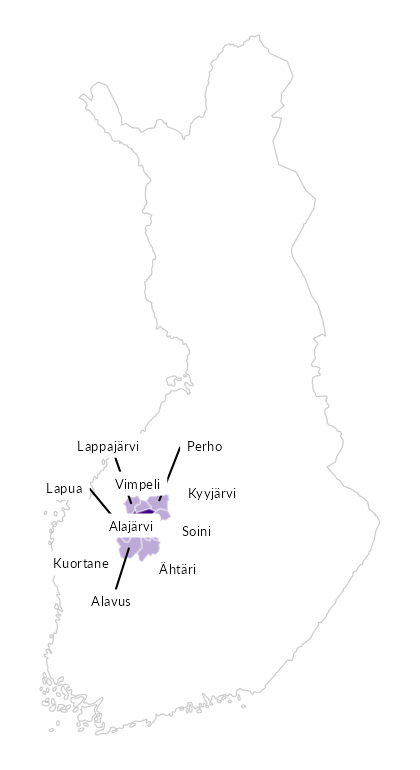 Lappajärvi
Perho
Vimpeli
Lapua
Kyyjärvi
Alajärvi
Soini
Kuortane
Ähtäri
Alavus